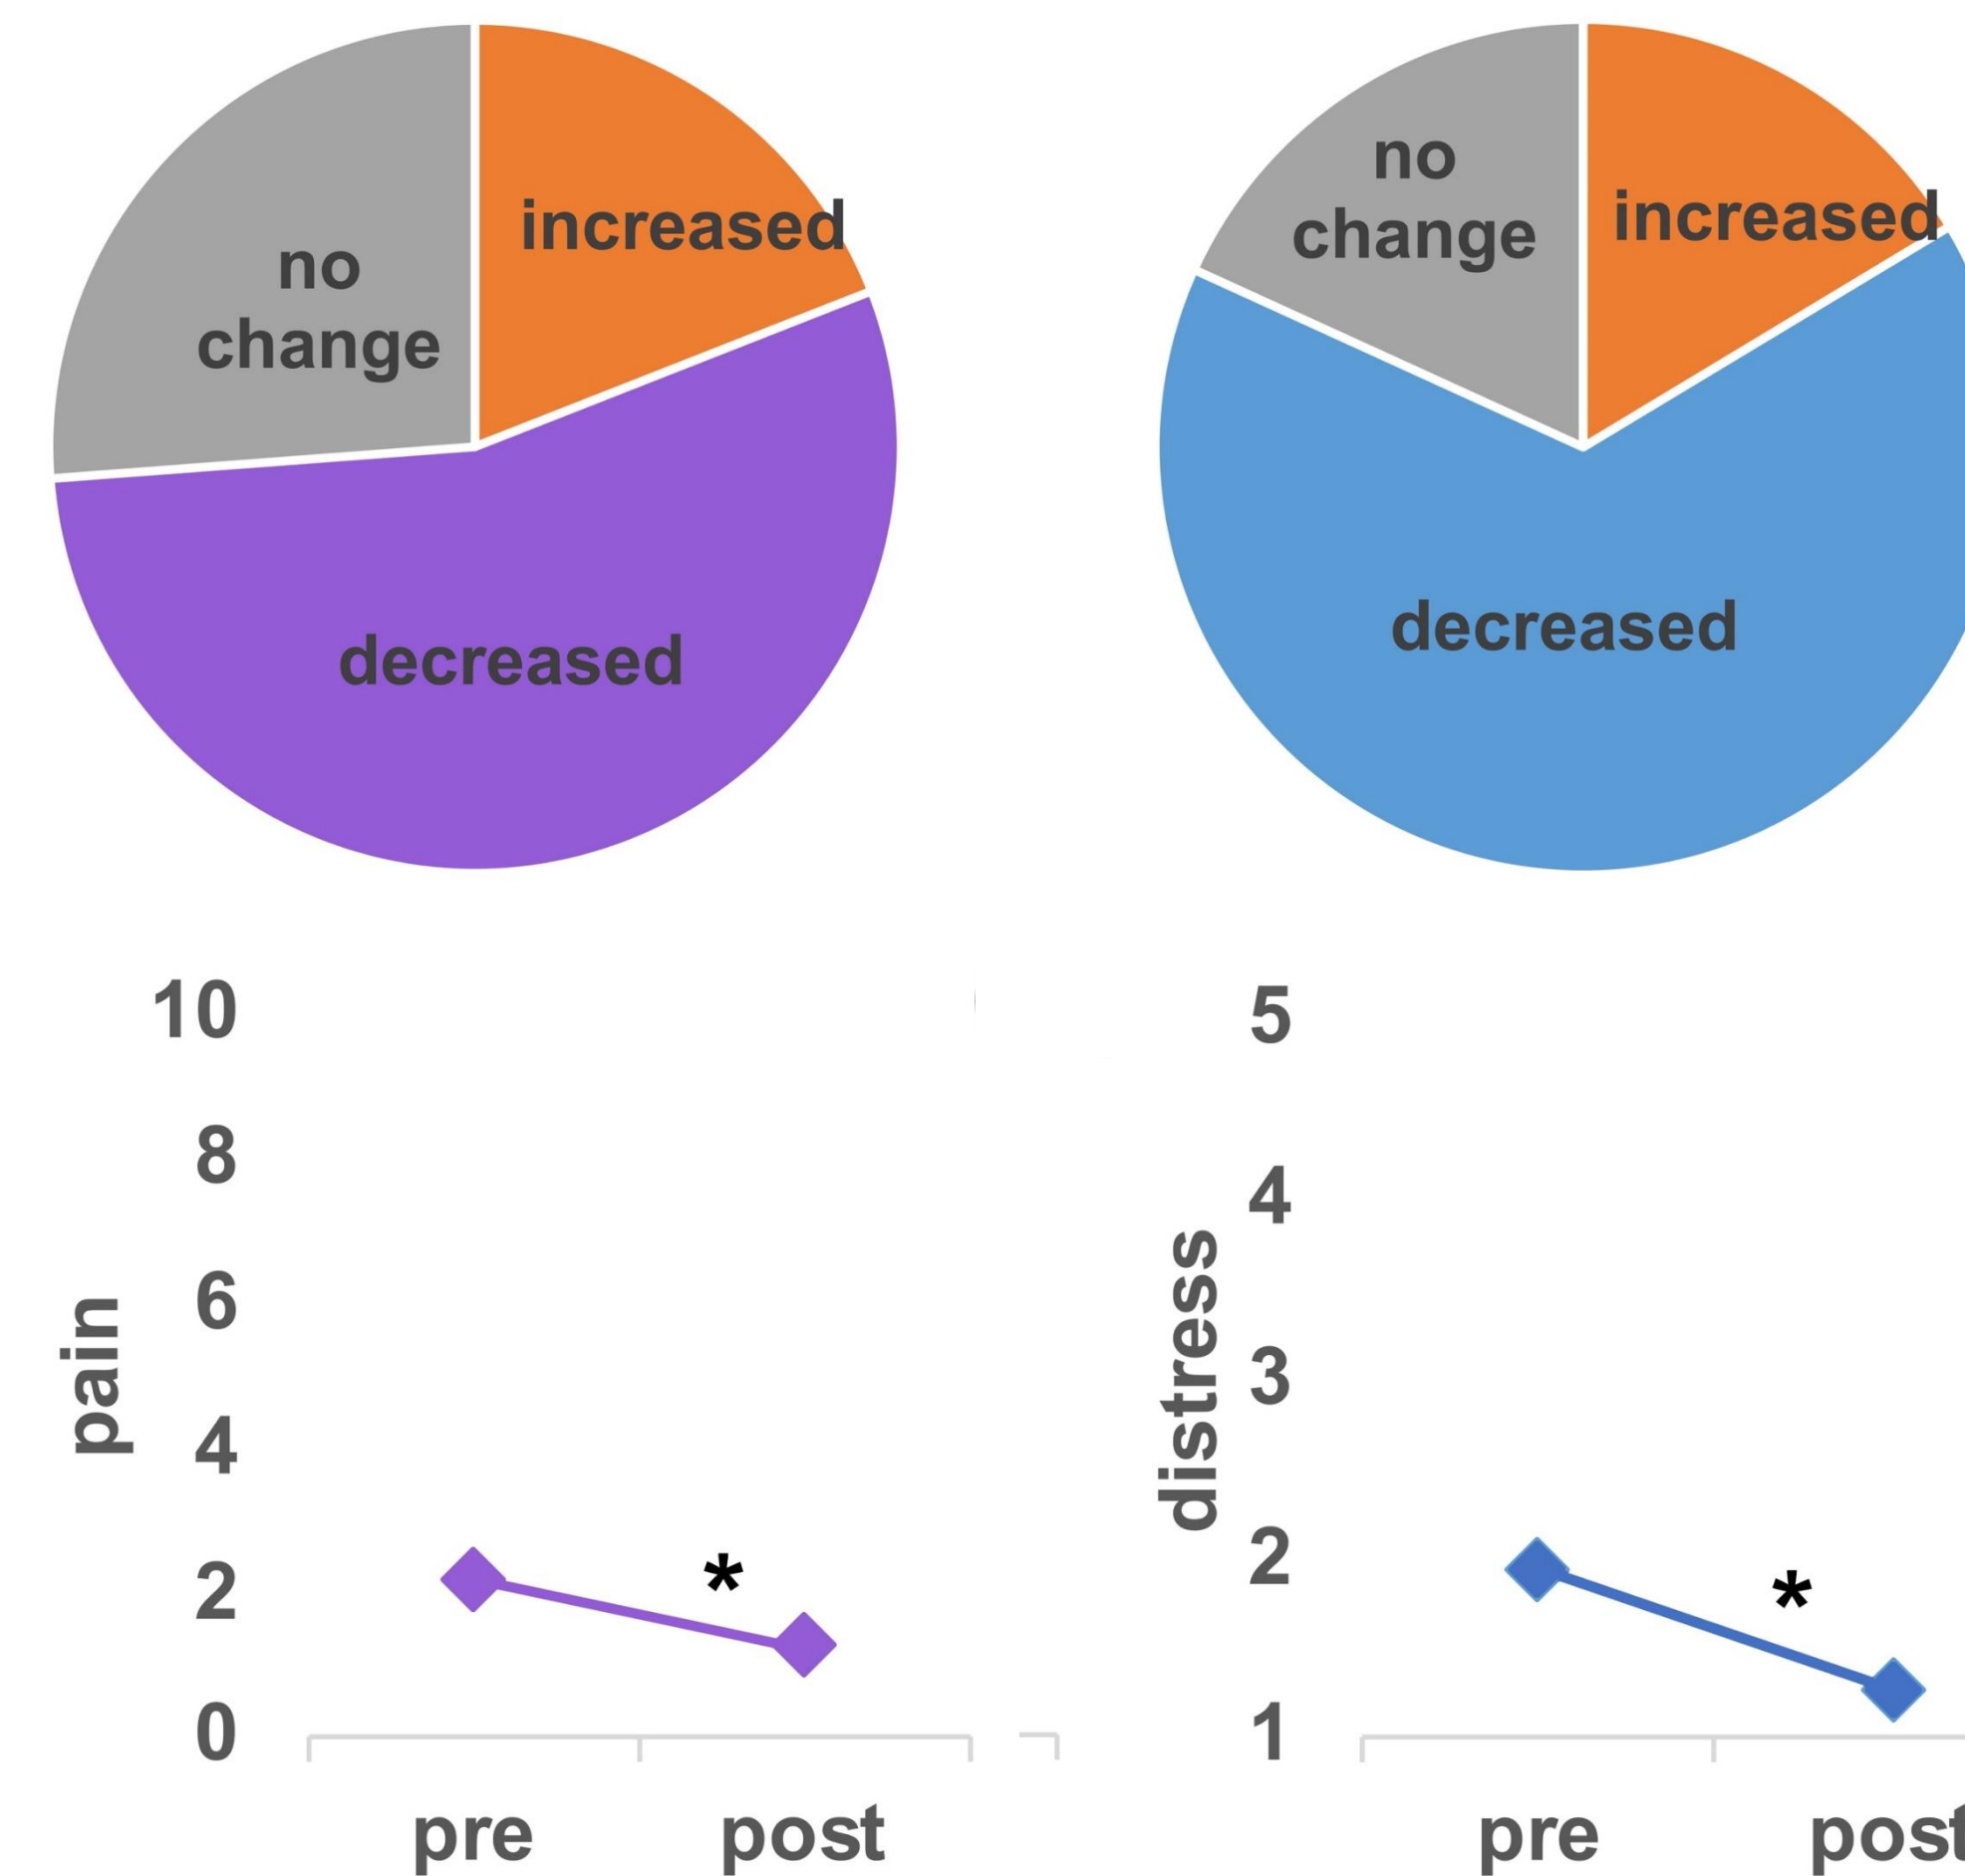 no
change
increased
decreased
no
change
increased
decreased
pain
10
8
6
4
2
0
*
pre
post
distress
5
4
3
2
1
*
pre
post